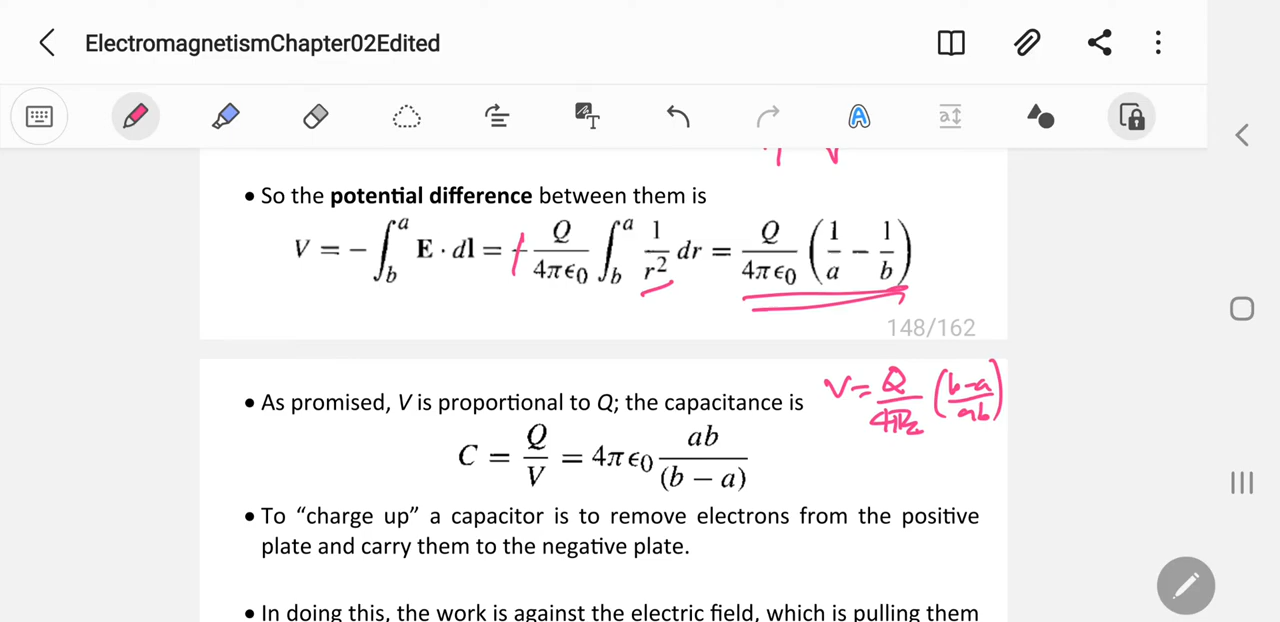 ElectromagnetismChapter02Edited
T
A
a
• So the potential difference between them is
V = − ∫_b^a E · dl = − Q/(4πϵ₀) ∫_b^a 1/r² dr = Q/(4πϵ₀) (1/a − 1/b)
148/162
• As promised, V is proportional to Q; the capacitance is
V = Q/(4πε₀) (b−a/ab)
C = Q/V = 4πϵ₀ ab/(b − a)
• To “charge up” a capacitor is to remove electrons from the positive
plate and carry them to the negative plate.
• In doing this, the work is against the electric field, which is pulling them